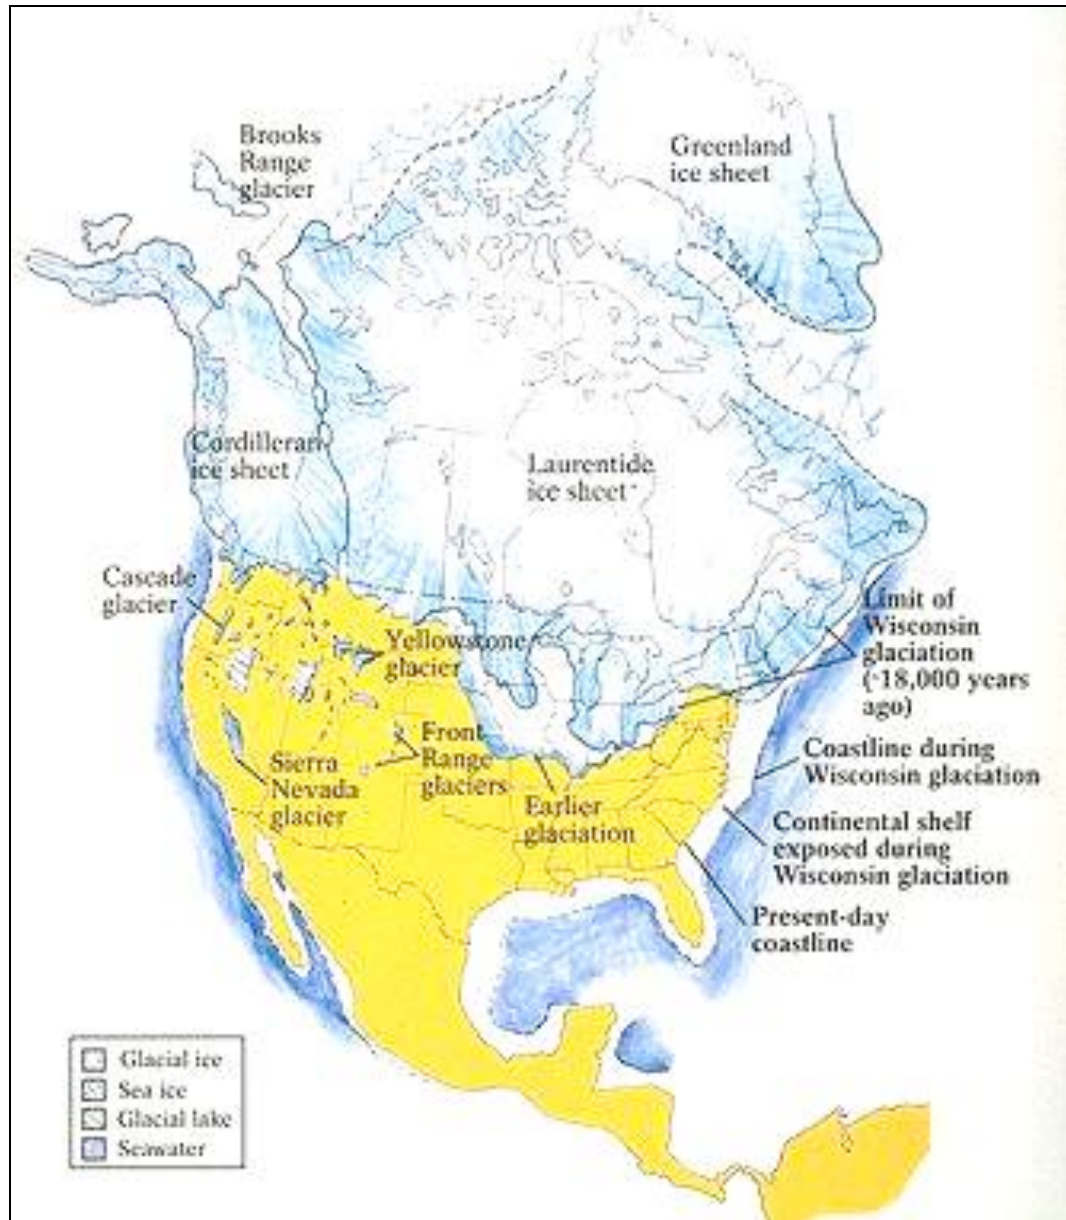 Brooks
Range
glacier
Greenland
ice sheet
Cordilleran
ice sheet
Laurentide
ice sheet
Cascade
glacier
Yellowstone
glacier
Limit of
Wisconsin
glaciation
(~18,000 years
ago)
Front
Range
glaciers
Sierra
Nevada
glacier
Earlier
glaciation
Coastline during
Wisconsin glaciation
Continental shelf
exposed during
Wisconsin glaciation
Present-day
coastline
Glacial ice
Sea ice
Glacial lake
Seawater